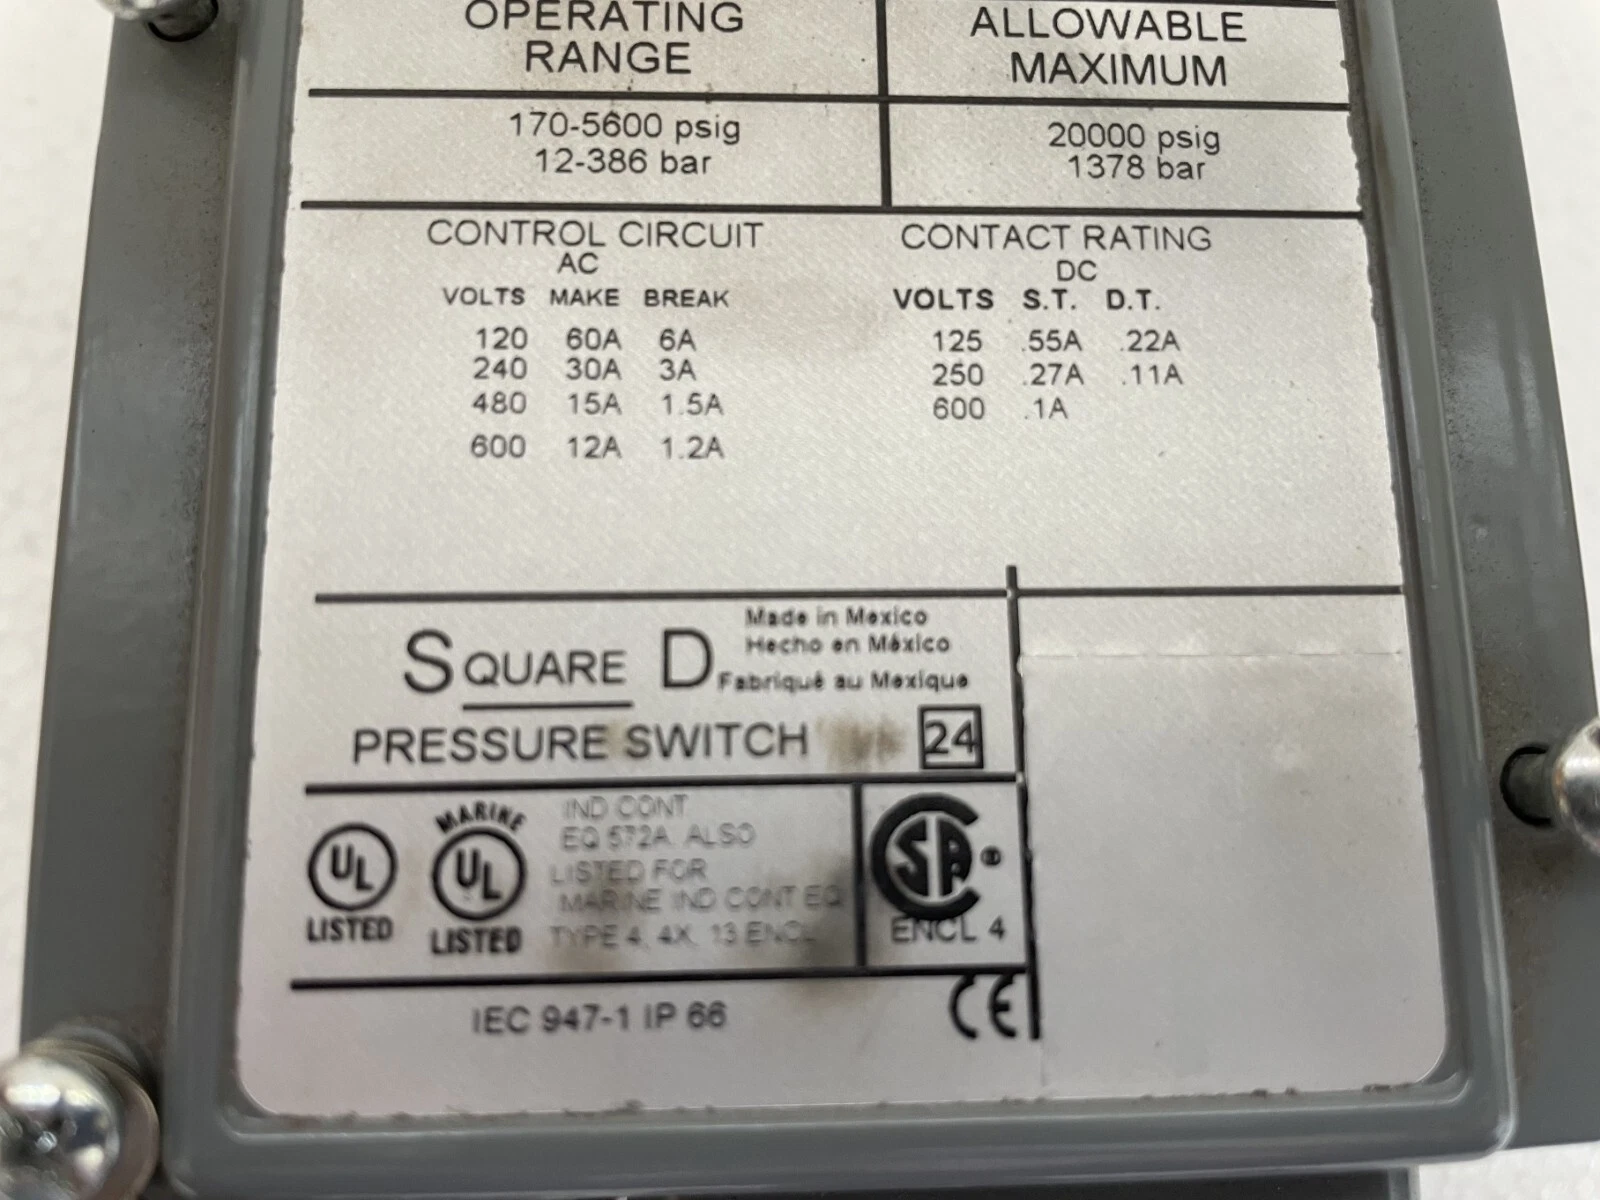 OPERATING
RANGE
ALLOWABLE
MAXIMUM
170-5600 psig
12-386 bar
20000 psig
1378 bar
CONTROL CIRCUIT
AC
VOLTS MAKE BREAK
120 60A 6A
240 30A 3A
480 15A 1.5A
600 12A 1.2A
CONTACT RATING
DC
VOLTS S.T. D.T.
125 .55A .22A
250 .27A .11A
600 .1A
SQUARE D
Made in Mexico
Hecho en México
Fabriqué au Mexique
PRESSURE SWITCH 24
UL
LISTED
MARINE
UL
LISTED
IND CONT
EQ 572A. ALSO
LISTED FOR
MARINE IND CONT EQ
TYPE 4, 4X, 13 ENCL
SA ®
ENCL 4
IEC 947-1 IP 66
CE